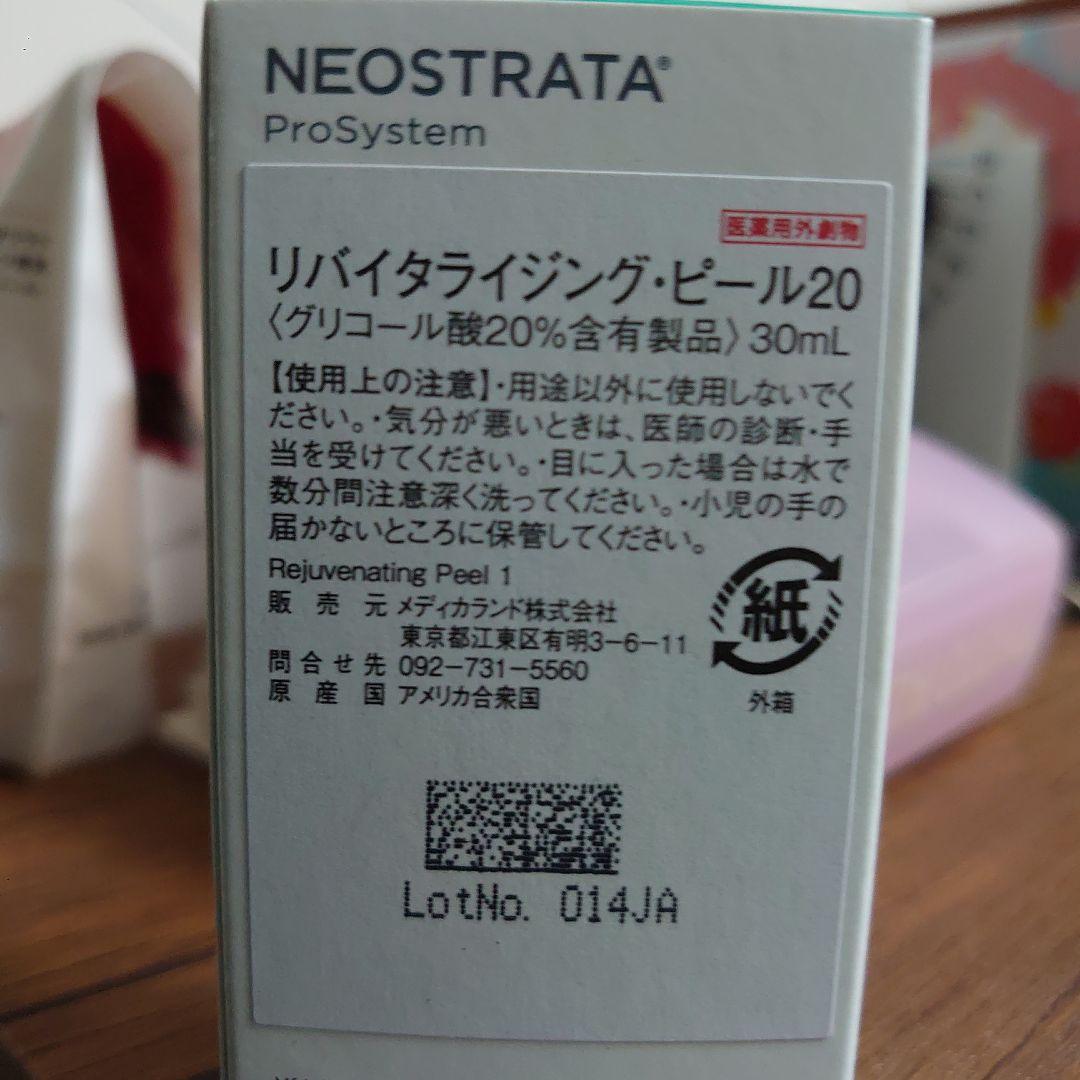 NEOSTRATA®
ProSystem
医薬用外劇物
リバイタライジング・ピール20
〈グリコール酸20%含有製品〉30mL
【使用上の注意】・用途以外に使用しないでく
ださい。・気分が悪いときは、医師の診断・手
当を受けてください。・目に入った場合は水で
数分間注意深く洗ってください。・小児の手の
届かないところに保管してください。
Rejuvenating Peel 1
販売元 メディカランド株式会社
東京都江東区有明3-6-11
問合せ先 092-731-5560
原産国 アメリカ合衆国
紙
外箱
LotNo. 014JA